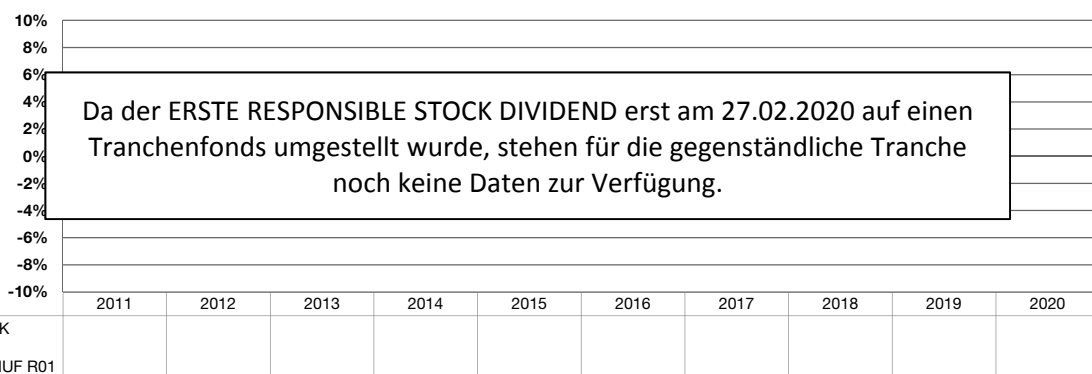 10%
8%
6%
4%
2%
0%
-2%
-4%
-6%
-8%
-10%
Da der ERSTE RESPONSIBLE STOCK DIVIDEND erst am 27.02.2020 auf einen
Tranchenfonds umgestellt wurde, stehen für die gegenständliche Tranche
noch keine Daten zur Verfügung.
2011 2012 2013 2014 2015 2016 2017 2018 2019 2020
K
R01